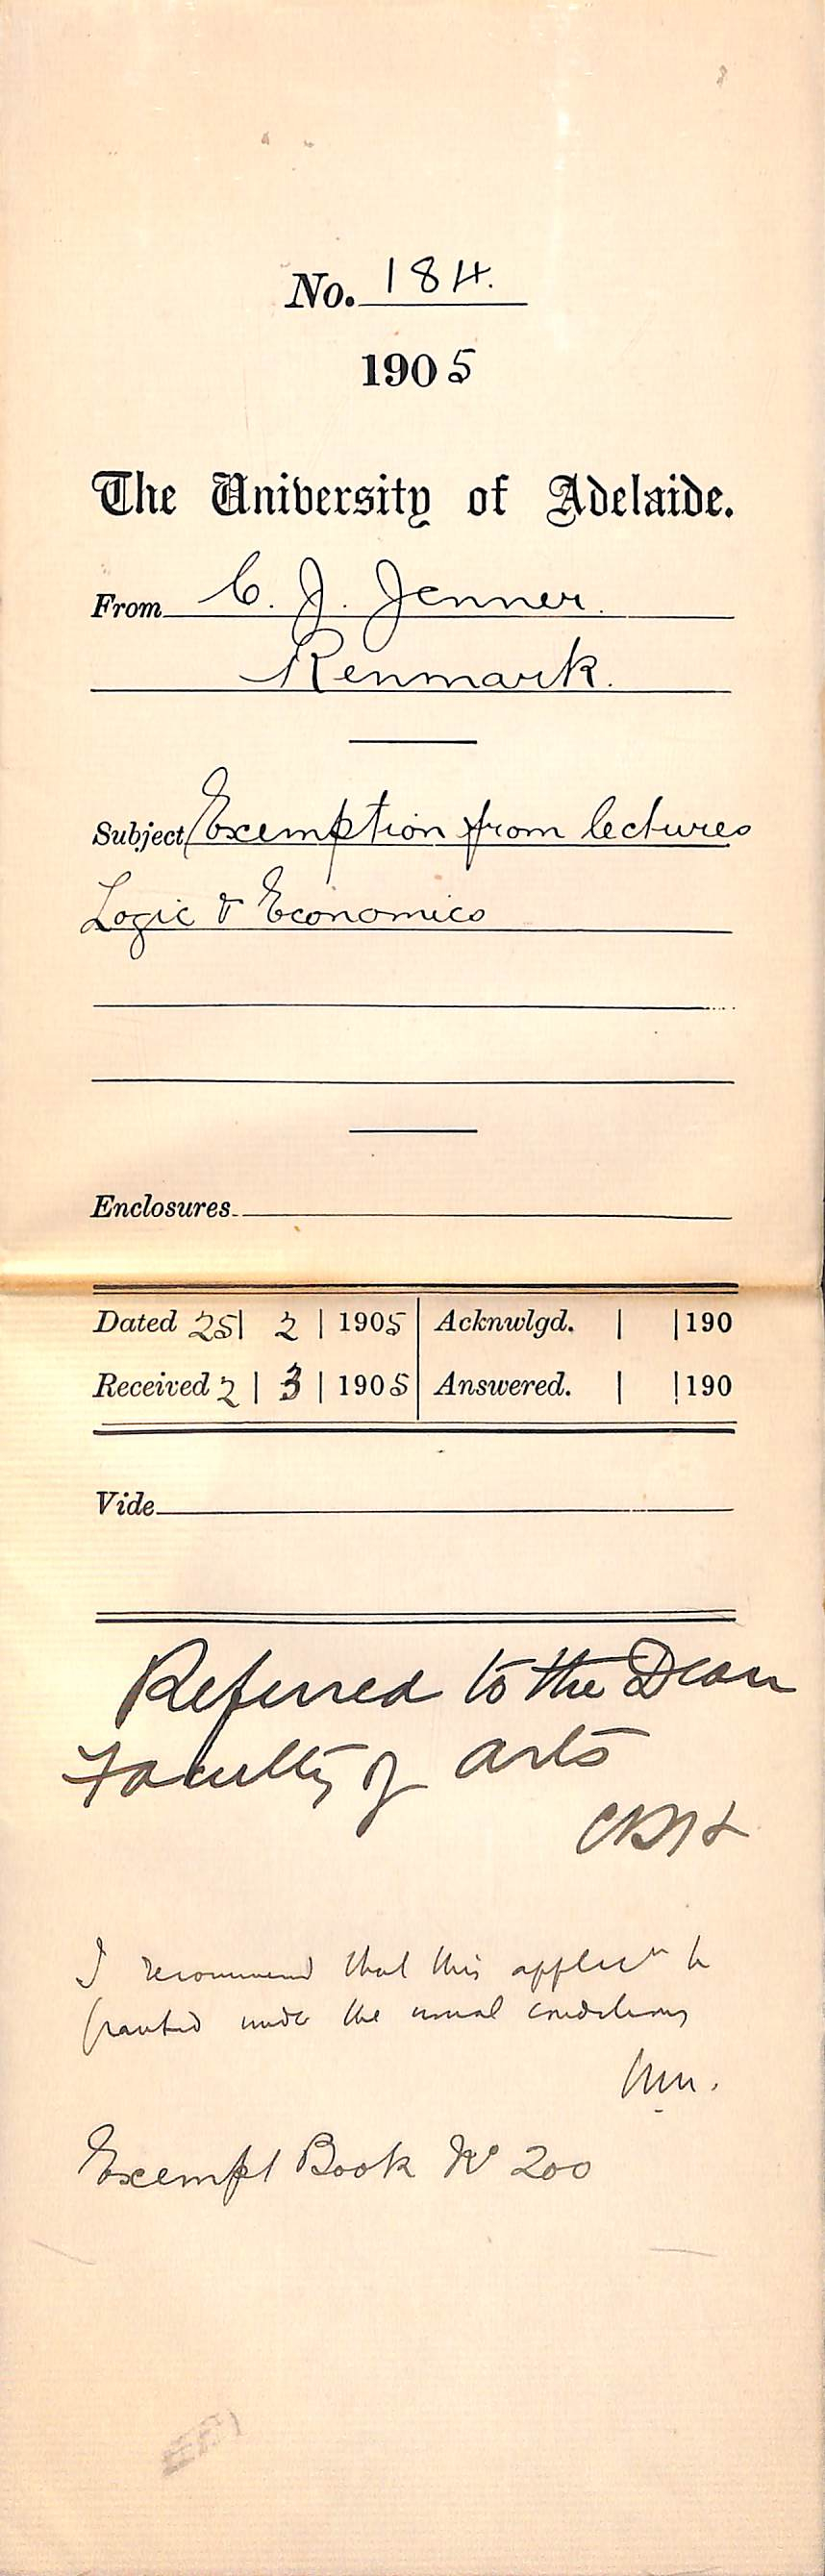 No. 184.
1905
The University of Adelaide.
From C. J. Jenner.
Renmark.
Subject Exemption from lectures
Logic & Economics
Enclosures
Dated 25| 2 | 1905 | Acknwlgd. | |190
Received 2 | 3 | 1905 | Answered. | |190
Vide
Referred to the Dean
Faculty of Arts
I recommend that this applicn be
granted under the usual conditions
Exempt Book No 200